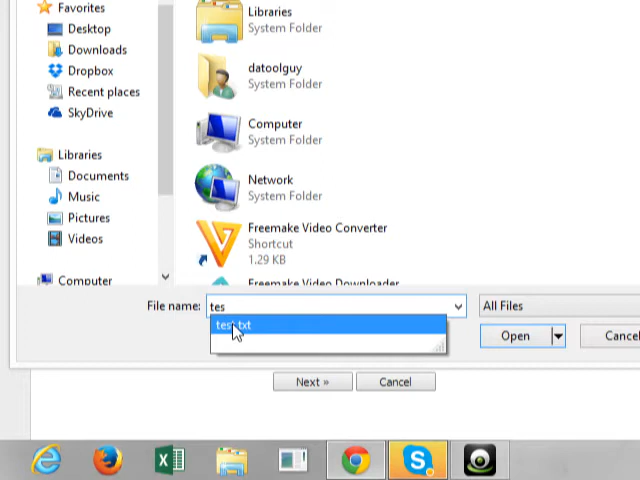 Favorites
Desktop
Downloads
Dropbox
Recent places
SkyDrive
Libraries
Documents
Music
Pictures
Videos
Computer
Libraries
System Folder
datoolguy
System Folder
Computer
System Folder
Network
System Folder
Freemake Video Converter
Shortcut
1.29 KB
Freemake Video Downloader
File name: tes
All Files
test.txt
Open
Cancel
Next »
Cancel